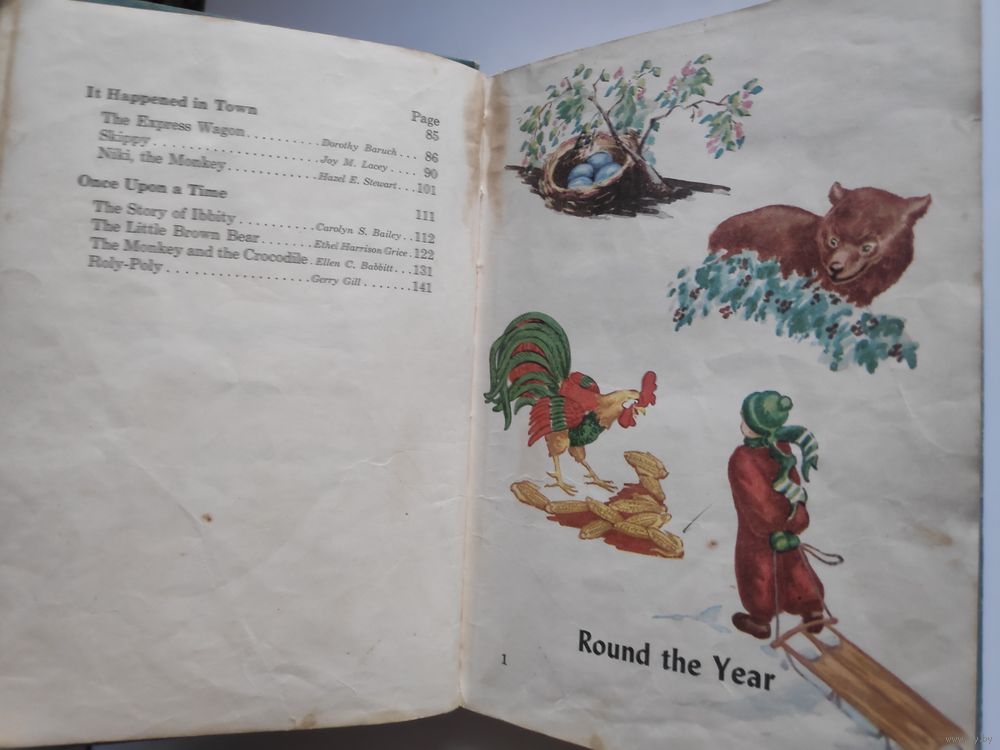 It Happened in Town
Page
85
The Express Wagon..........Dorothy Baruch... 86
Skippy....................Joy M. Lacey.... 90
Niki, the Monkey..........Hazel E. Stewart...101
Once Upon a Time
111
The Story of Ibbity..........Carolyn S. Bailey..112
The Little Brown Bear........Ethel Harrison Grice.122
The Monkey and the Crocodile.Ellen C. Babbitt...131
Roly-Poly....................Gerry Gill.......141
Round the Year
1